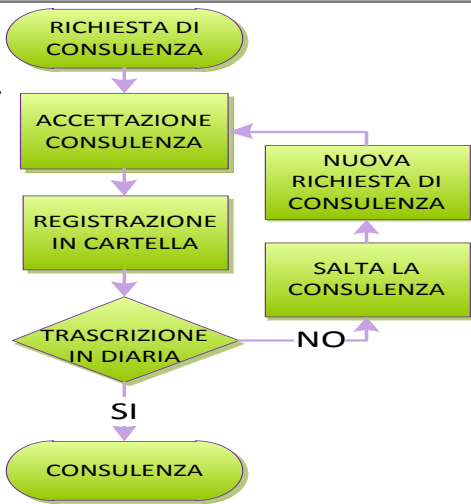 RICHIESTA DI
CONSULENZA
ACCETTAZIONE
CONSULENZA
NUOVA
RICHIESTA DI
CONSULENZA
REGISTRAZIONE
IN CARTELLA
SALTA LA
CONSULENZA
TRASCRIZIONE
IN DIARIA
NO
SI
CONSULENZA